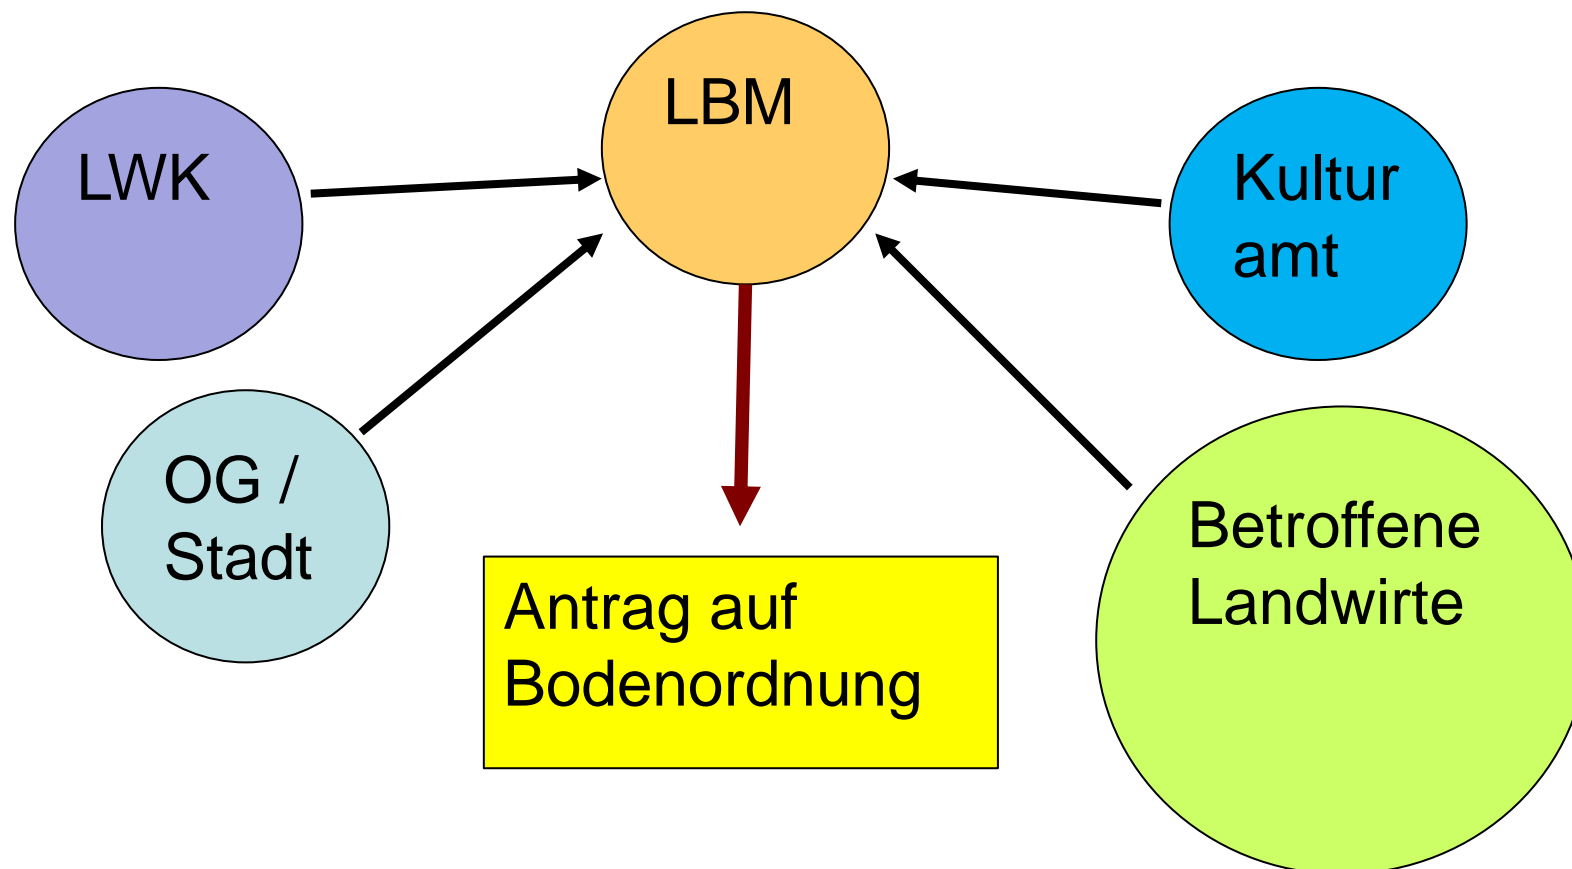 LBM
LWK
Kultur
amt
OG /
Stadt
Betroffene
Landwirte
Antrag auf
Bodenordnung